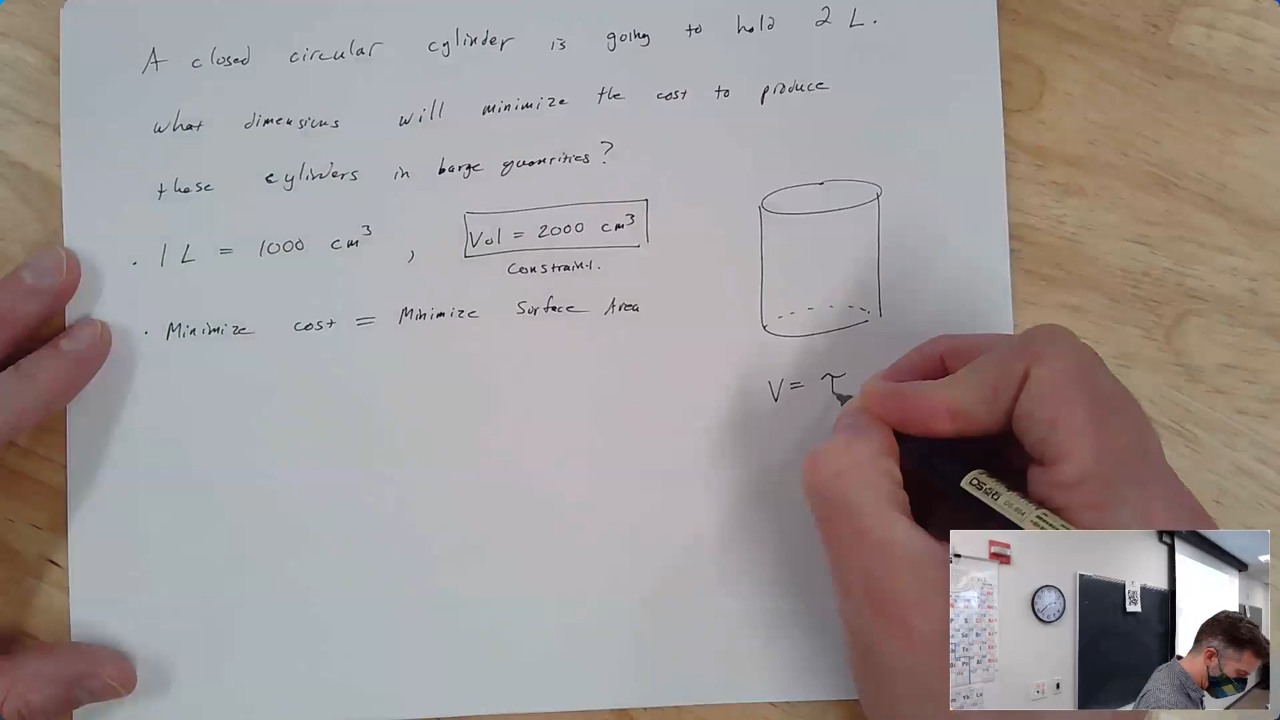 A closed circular cylinder is going to hold 2 L.
what dimensions will minimize the cost to produce
these cylinders in large quantities?
· 1 L = 1000 cm³ , Vol = 2000 cm³
Constraint.
· Minimize cost = Minimize Surface Area
V = π